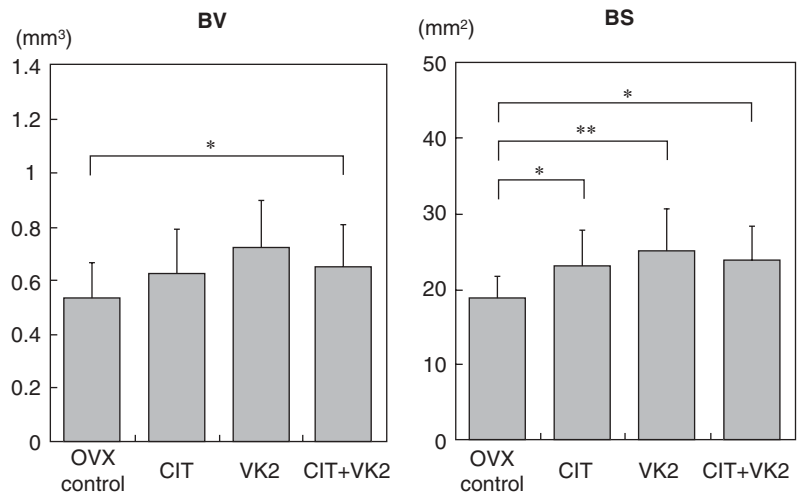 BV
(mm³)
1.4
1.2
1
0.8
0.6
0.4
0.2
0
*
OVX
control
CIT
VK2
CIT+VK2
BS
(mm²)
50
40
30
20
10
0
*
**
*
OVX
control
CIT
VK2
CIT+VK2